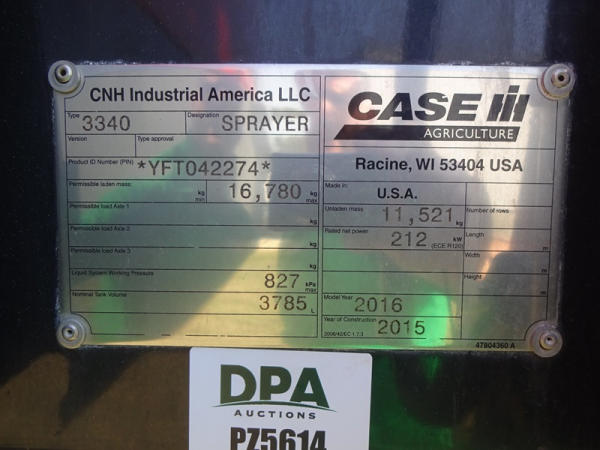 CNH Industrial America LLC
Type 3340 Designation SPRAYER
Version Type approval
Product ID Number (PIN) *YFT042274*
Permissible laden mass: kg min 16,780 kg max
Permissible load Axle 1 kg
Permissible load Axle 2 kg
Permissible load Axle 3 kg
Liquid System Working Pressure 827 kPa max
Nominal Tank Volume 3785 L
CASE IH
AGRICULTURE
Racine, WI 53404 USA
Made in: U.S.A.
Unladen mass 11,521 kg Number of rows
Rated net power 212 kW (ECE R120) Length m
Width m
Height m
Model Year 2016
Year of Construction 2015
2006/42/EC 1.7.3
47804360 A
DPA
AUCTIONS
PZ5614